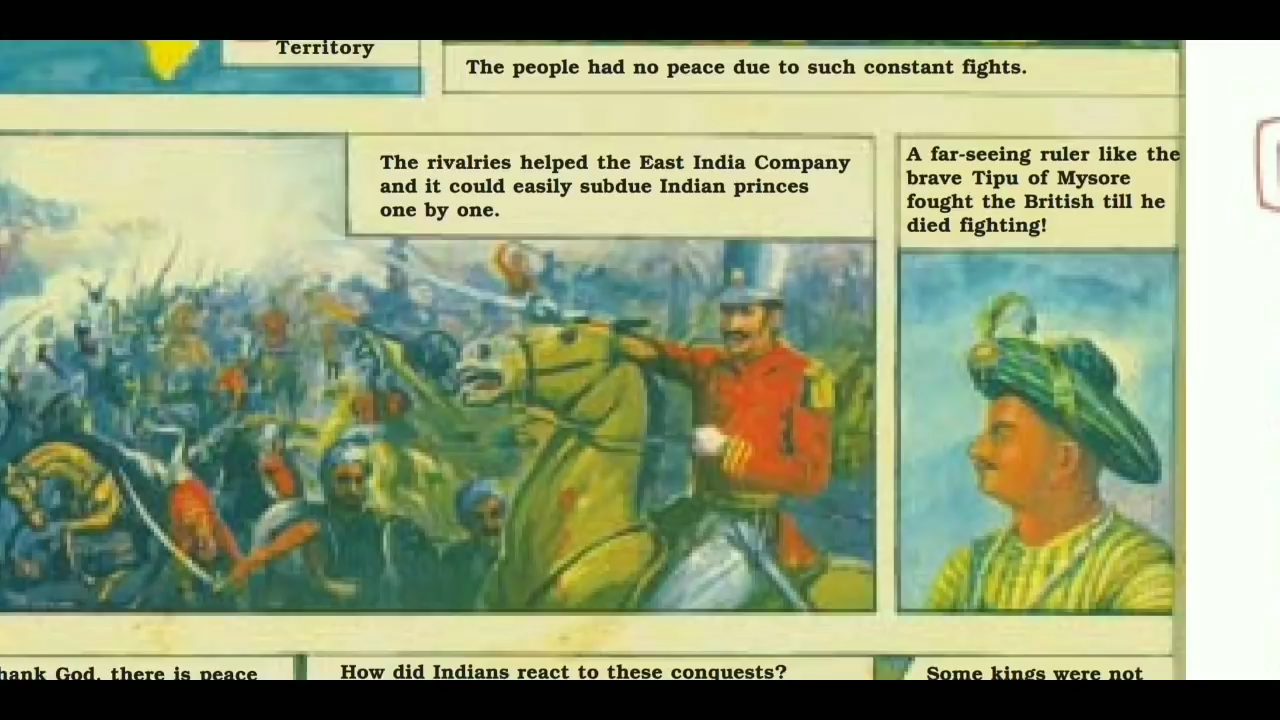 Territory
The people had no peace due to such constant fights.
The rivalries helped the East India Company
and it could easily subdue Indian princes
one by one.
A far-seeing ruler like the
brave Tipu of Mysore
fought the British till he
died fighting!
hank God, there is peace
How did Indians react to these conquests?
Some kings were not